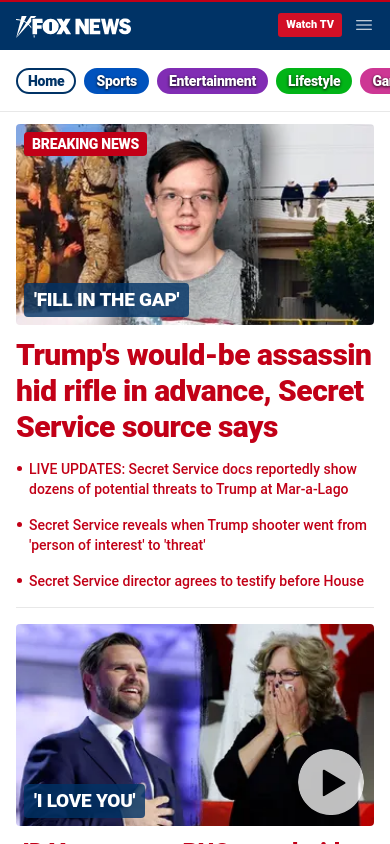 FOX NEWS
Watch TV
Home
Sports
Entertainment
Lifestyle
BREAKING NEWS
'FILL IN THE GAP'
Trump's would-be assassin
hid rifle in advance, Secret
Service source says
• LIVE UPDATES: Secret Service docs reportedly show
dozens of potential threats to Trump at Mar-a-Lago
• Secret Service reveals when Trump shooter went from
'person of interest' to 'threat'
• Secret Service director agrees to testify before House
'I LOVE YOU'